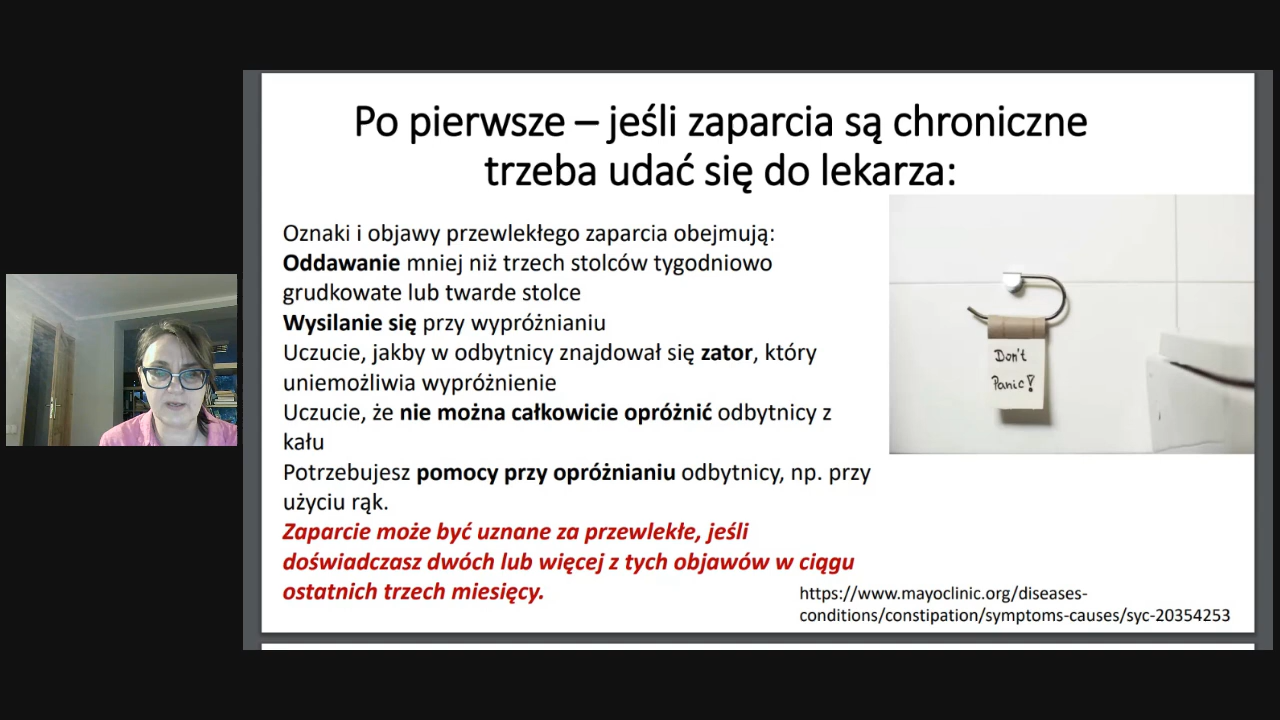 Po pierwsze – jeśli zaparcia są chroniczne
trzeba udać się do lekarza:
Oznaki i objawy przewlekłego zaparcia obejmują:
Oddawanie mniej niż trzech stolców tygodniowo
grudkowate lub twarde stolce
Wysilanie się przy wypróżnianiu
Uczucie, jakby w odbytnicy znajdował się zator, który
uniemożliwia wypróżnienie
Uczucie, że nie można całkowicie opróżnić odbytnicy z
kału
Potrzebujesz pomocy przy opróżnianiu odbytnicy, np. przy
użyciu rąk.
Zaparcie może być uznane za przewlekłe, jeśli
doświadczasz dwóch lub więcej z tych objawów w ciągu
ostatnich trzech miesięcy.
Don't
Panic!
https://www.mayoclinic.org/diseases-
conditions/constipation/symptoms-causes/syc-20354253